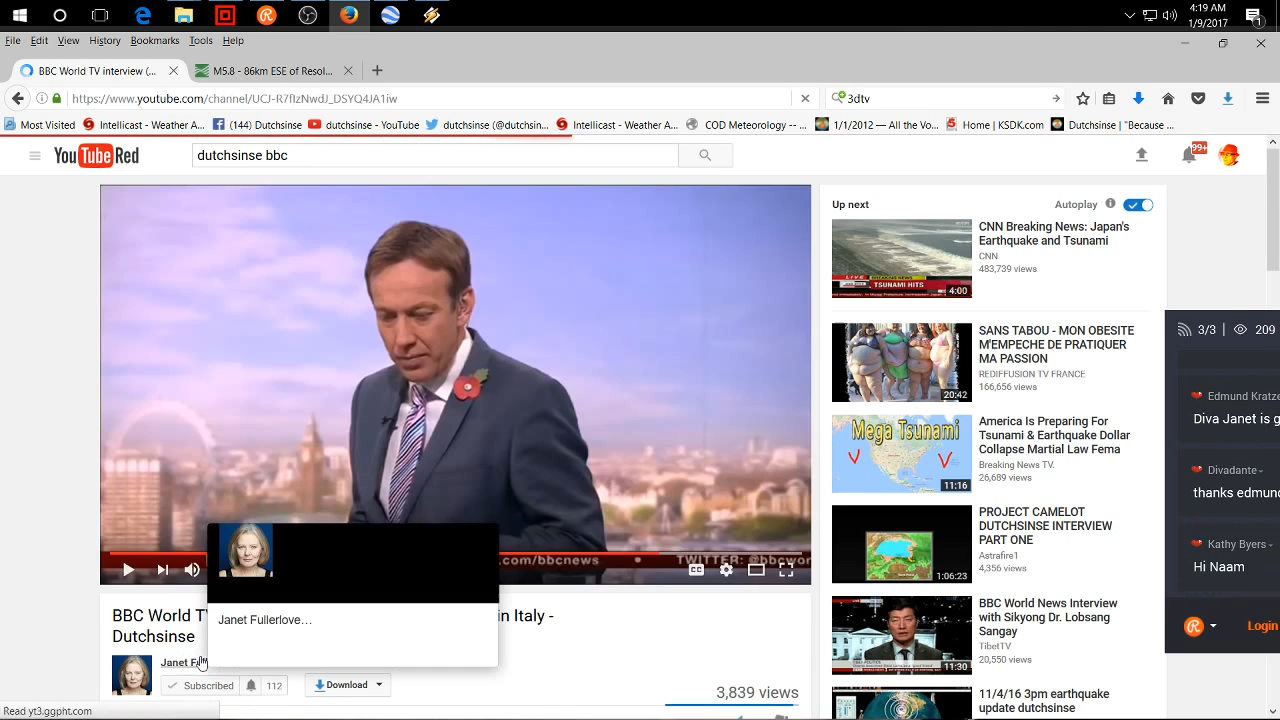 4:19 AM
1/9/2017
File Edit View History Bookmarks Tools Help
BBC World TV interview (...
M5.8 - 86km ESE of Resol...
https://www.youtube.com/channel/UCJ-R7fIzNwdJ_DSYQ4JA1iw
3dtv
Most Visited
Intellicast - Weather A...
(144) Dutchsinse
dutchsinse - YouTube
dutchsinse (@dutchsin...
Intellicast - Weather A...
COD Meteorology -- ...
1/1/2012 — All the Vo...
Home | KSDK.com
Dutchsinse | "Because ...
YouTube Red
dutchsinse bbc
99+
Up next
Autoplay
CNN Breaking News: Japan's
Earthquake and Tsunami
CNN
483,739 views
LIVE
BREAKING NEWS
TSUNAMI HITS
4:00
SANS TABOU - MON OBESITE
M'EMPECHE DE PRATIQUER
MA PASSION
REDIFFUSION TV FRANCE
166,656 views
20:42
America Is Preparing For
Tsunami & Earthquake Dollar
Collapse Martial Law Fema
Breaking News TV.
26,689 views
Mega Tsunami
11:16
PROJECT CAMELOT
DUTCHSINSE INTERVIEW
PART ONE
Astrafire1
4,356 views
1:06:23
BBC World News Interview
with Sikyong Dr. Lobsang
Sangay
TibetTV
20,550 views
11:30
11/4/16 3pm earthquake
update dutchsinse
3/3 | 209
Edmund Kratze
Diva Janet is g
Divadante
thanks edmun
Kathy Byers
Hi Naam
Login
.com/bbcnews • TWITTER: @bbcwor
CC
BBC World T
in Italy -
Dutchsinse
Janet Fullerlove...
Janet Fu
Subscribed
Download
3,839 views
Read yt3.ggpht.com